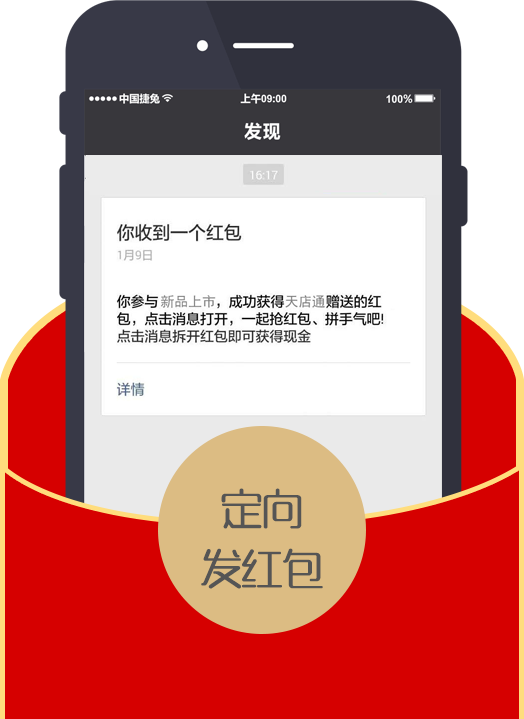 中国捷兔 上午09:00 100%
发现
16:17
你收到一个红包
1月9日
你参与新品上市，成功获得天店通赠送的红
包，点击消息打开，一起抢红包、拼手气吧!
点击消息拆开红包即可获得现金
详情
定向
发红包